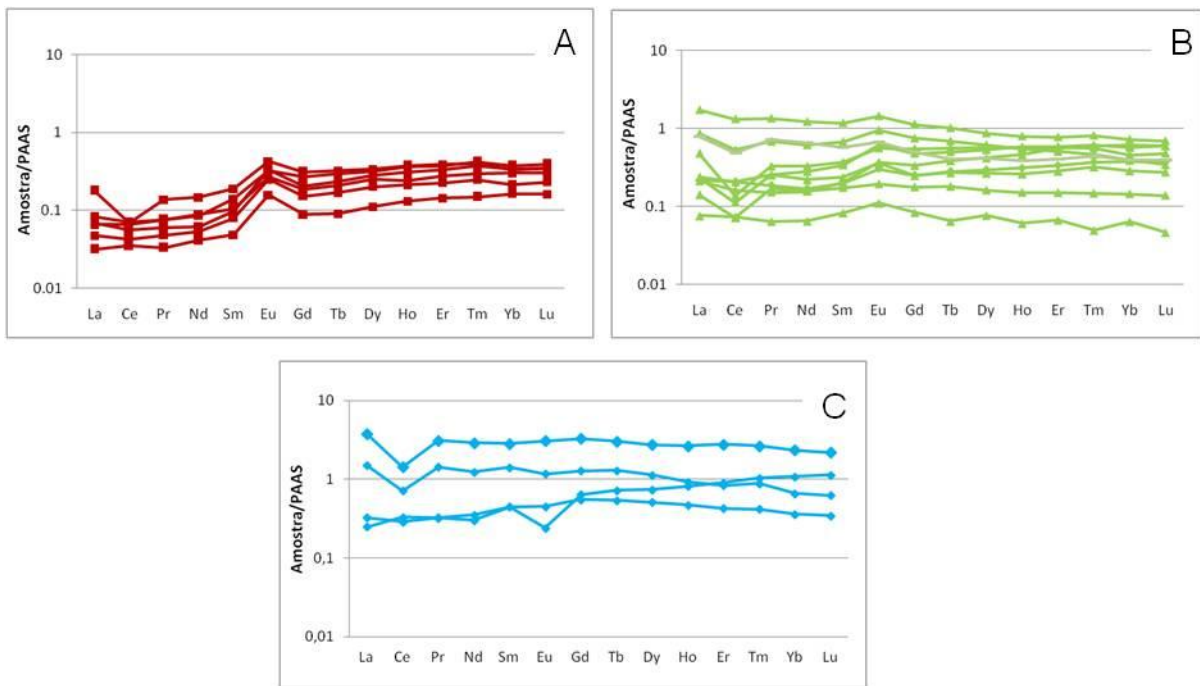 A
Amostra/PAAS
10
1
0.1
0.01
La Ce Pr Nd Sm Eu Gd Tb Dy Ho Er Tm Yb Lu
B
Amostra/PAAS
10
1
0.1
0.01
La Ce Pr Nd Sm Eu Gd Tb Dy Ho Er Tm Yb Lu
C
Amostra/PAAS
10
1
0,1
0,01
La Ce Pr Nd Sm Eu Gd Tb Dy Ho Er Tm Yb Lu